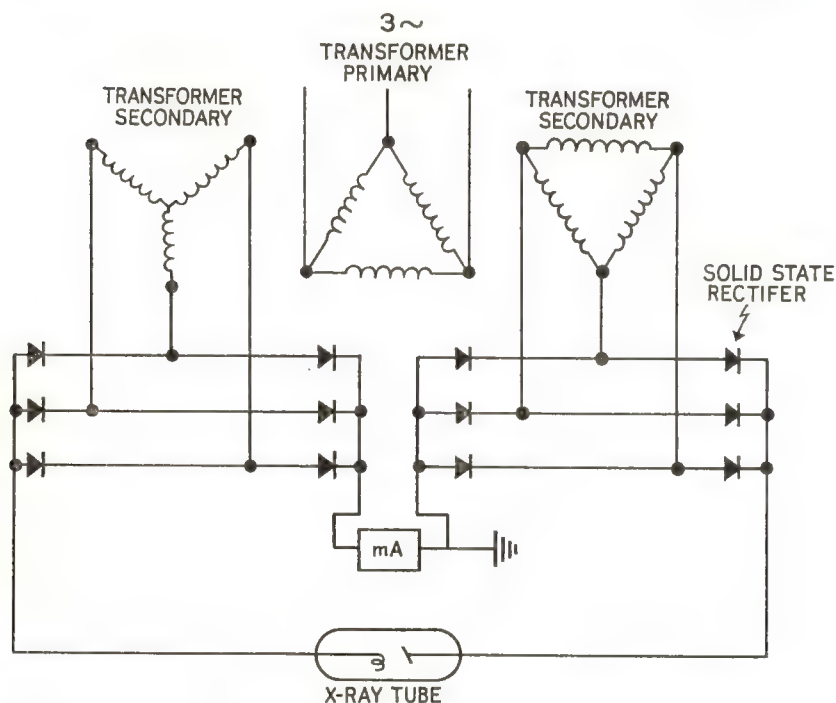 3~
TRANSFORMER
PRIMARY
TRANSFORMER
SECONDARY
TRANSFORMER
SECONDARY
SOLID STATE
RECTIFER
mA
X-RAY TUBE